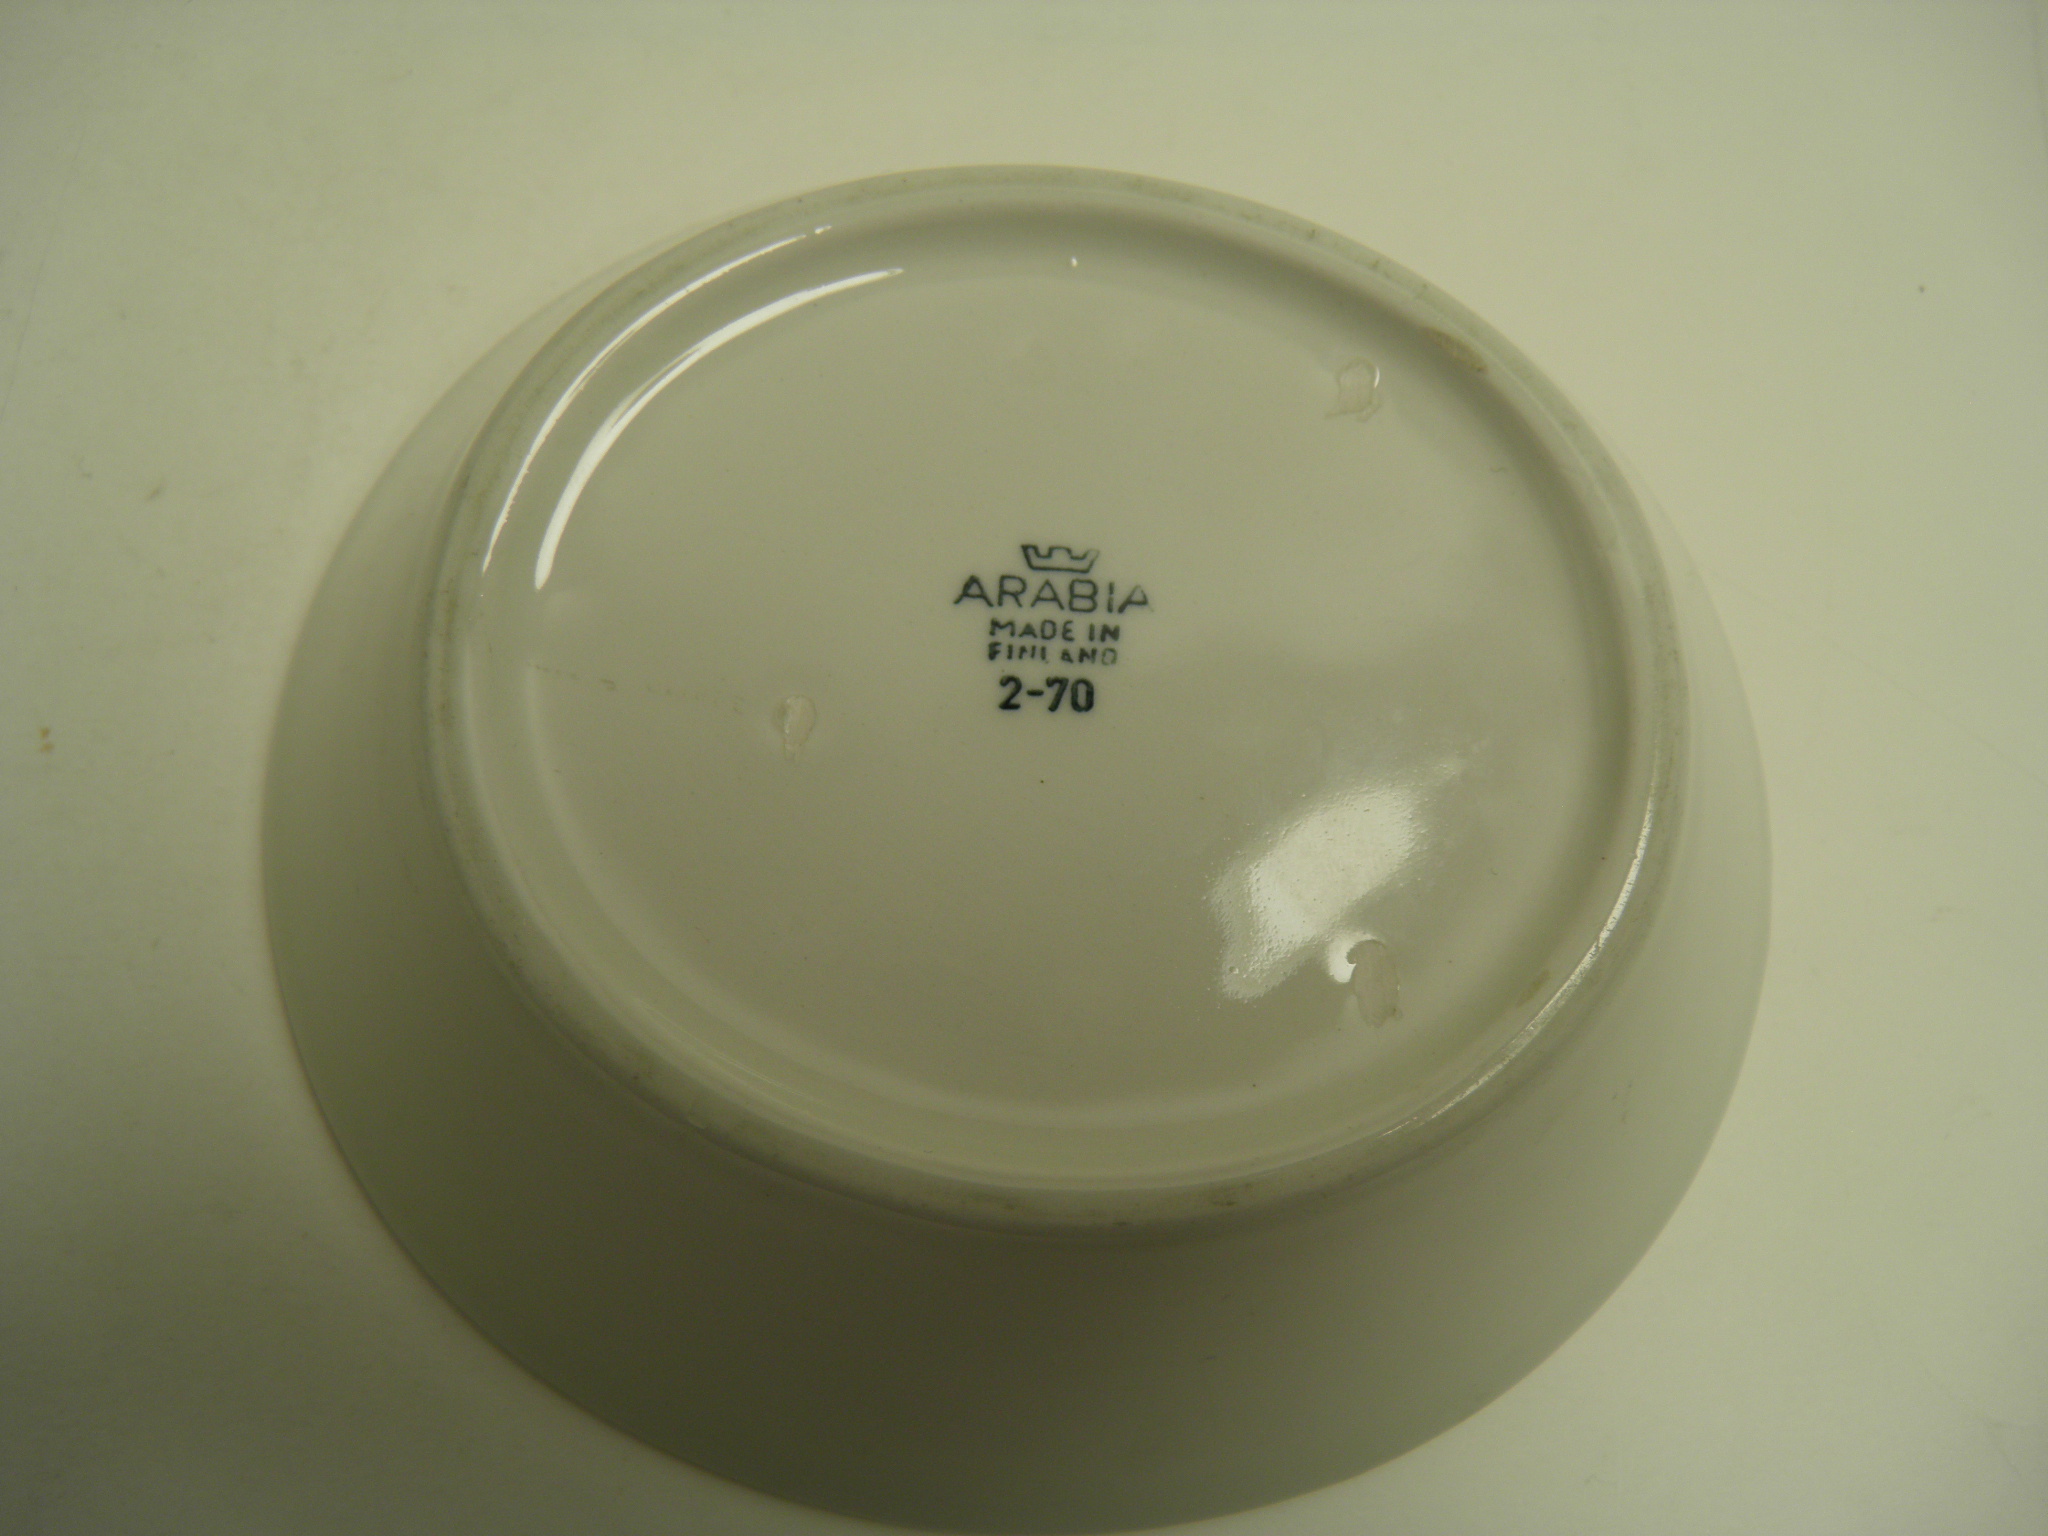 ARABIA
MADE IN
FINLAND
2-70